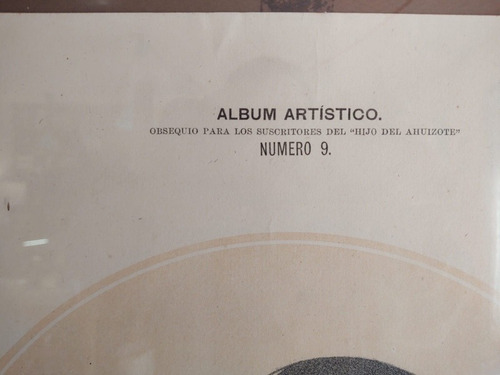 ALBUM ARTÍSTICO.
OBSEQUIO PARA LOS SUSCRITORES DEL "HIJO DEL AHUIZOTE"
NUMERO 9.